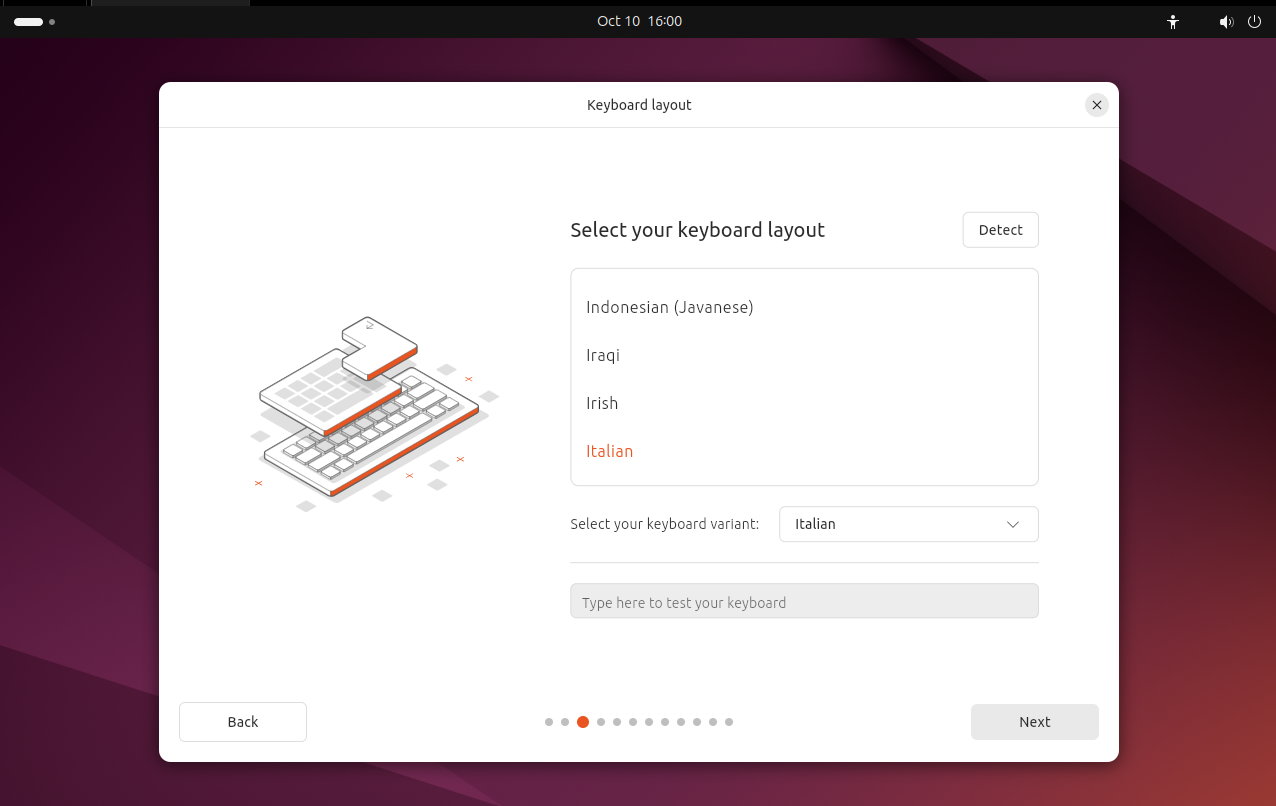 Oct 10 16:00
Keyboard layout
Select your keyboard layout
Detect
Indonesian (Javanese)
Iraqi
Irish
Italian
Select your keyboard variant:
Italian
Type here to test your keyboard
Back
Next